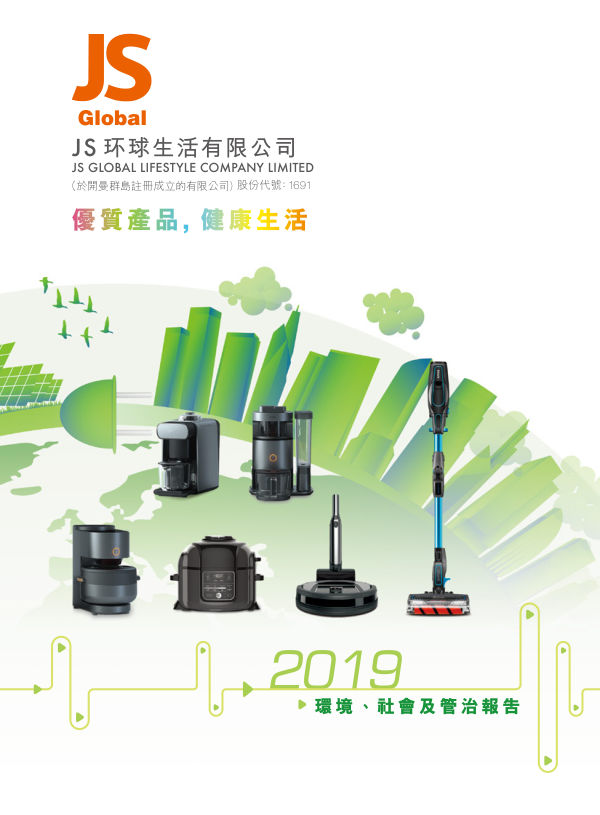 JS
Global
JS 环球生活有限公司
JS GLOBAL LIFESTYLE COMPANY LIMITED
(於開曼群島註冊成立的有限公司) 股份代號: 1691
優質產品, 健康生活
2019
環境、社會及管治報告